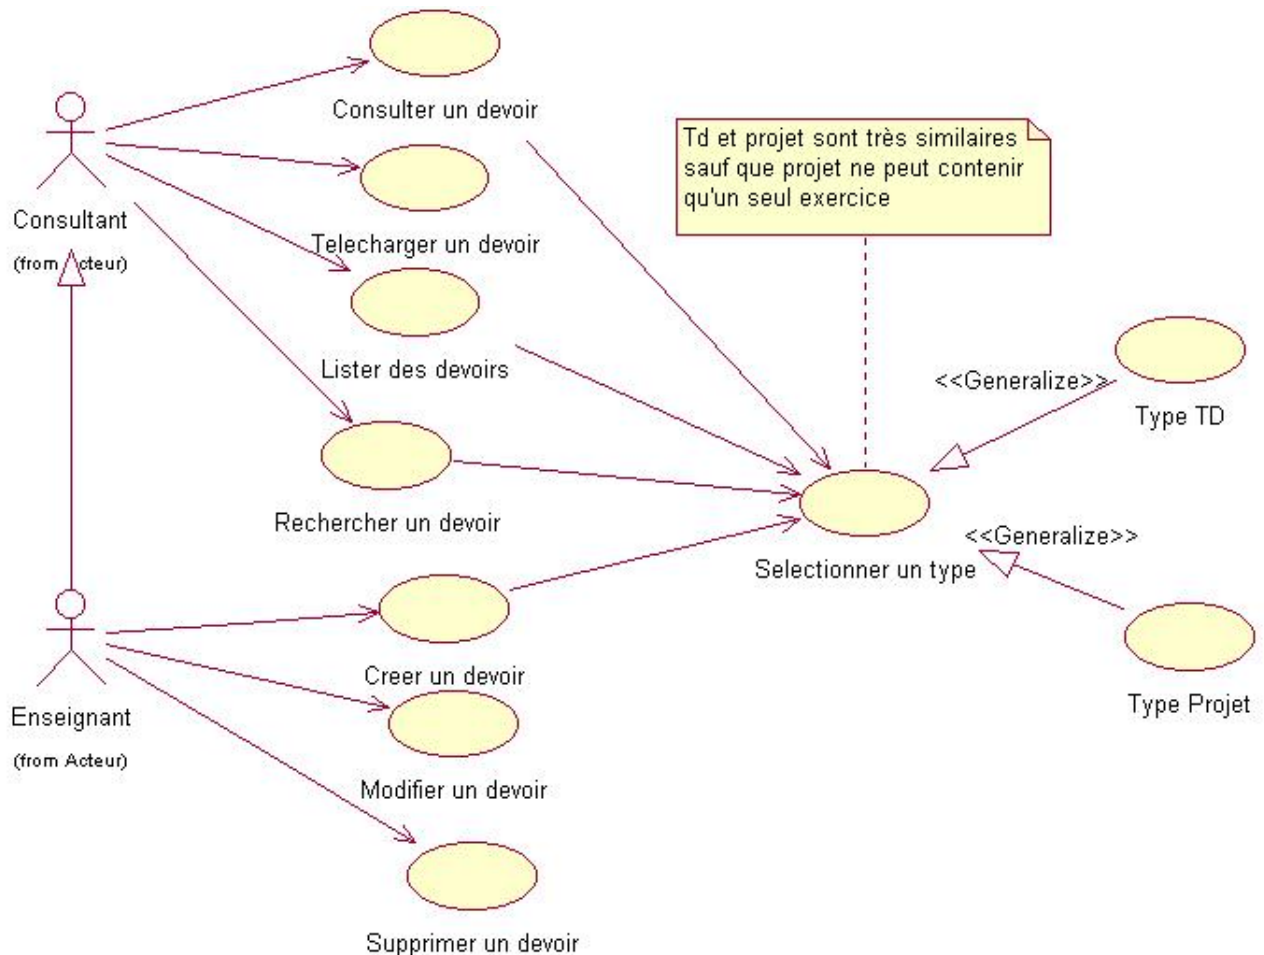 Consulter un devoir
Td et projet sont très similaires
sauf que projet ne peut contenir
qu'un seul exercice
Consultant
(from Acteur)
Telecharger un devoir
Lister des devoirs
<<Generalize>>
Type TD
Rechercher un devoir
<<Generalize>>
Selectionner un type
Creer un devoir
Type Projet
Enseignant
(from Acteur)
Modifier un devoir
Supprimer un devoir